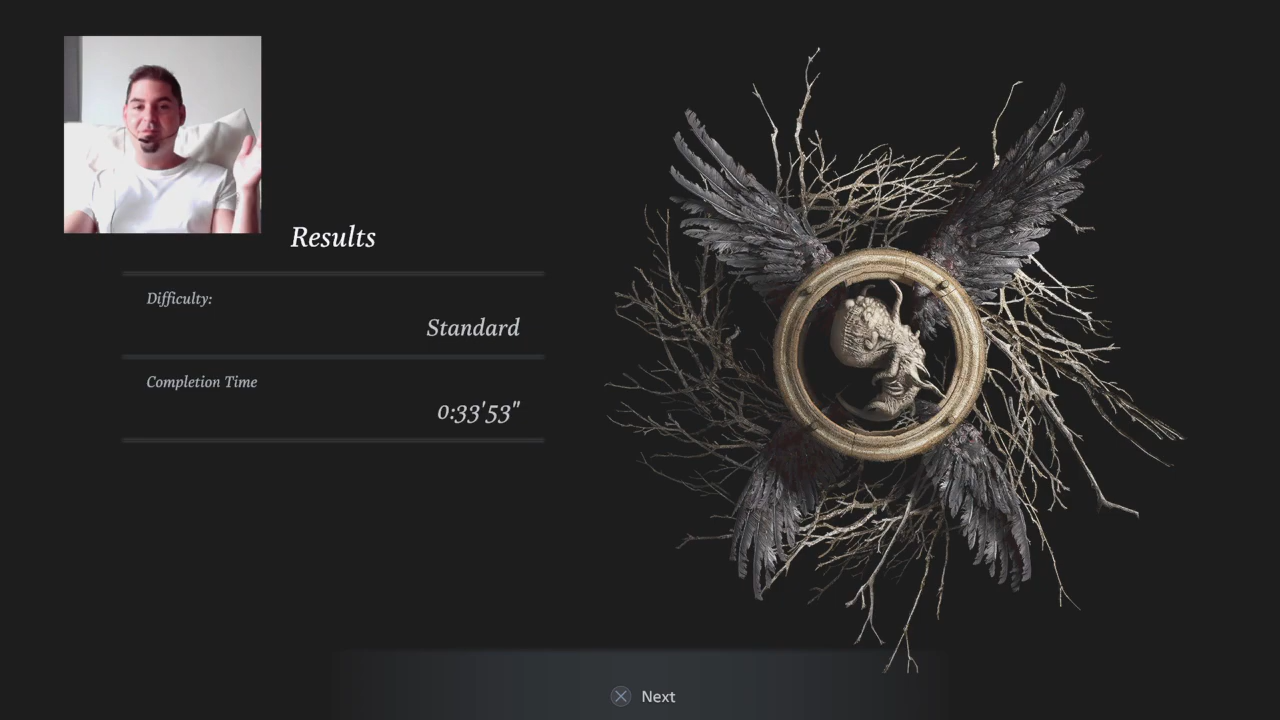 Results
Difficulty:
Standard
Completion Time
0:33'53"
Next